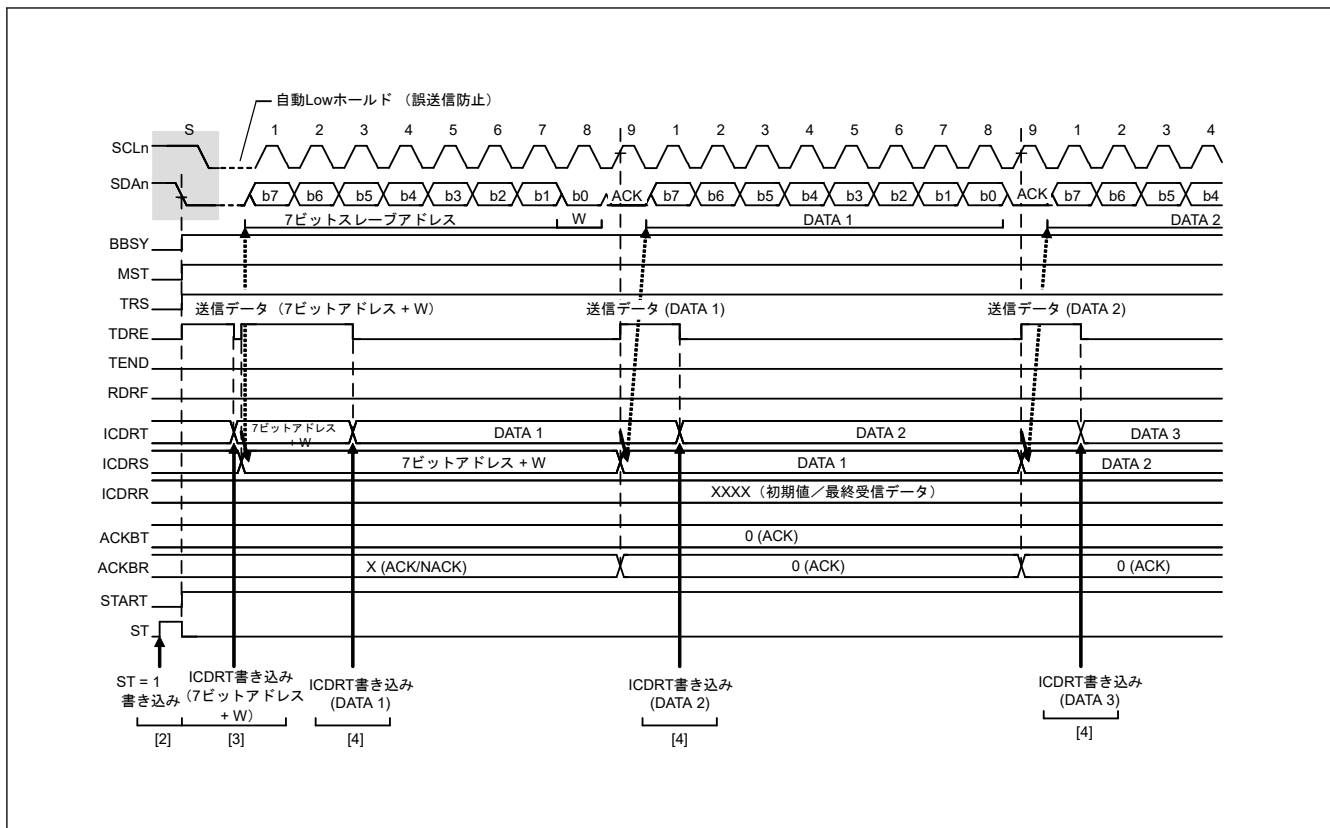 自動Lowホールド （誤送信防止）
S 1 2 3 4 5 6 7 8 9 1 2 3 4 5 6 7 8 9 1 2 3 4
SCLn
SDAn b7 b6 b5 b4 b3 b2 b1 b0 ACK b7 b6 b5 b4 b3 b2 b1 b0 ACK b7 b6 b5 b4
7ビットスレーブアドレス W DATA 1 DATA 2
BBSY
MST
TRS
送信データ（7ビットアドレス + W） 送信データ (DATA 1) 送信データ (DATA 2)
TDRE
TEND
RDRF
ICDRT 7ビットアドレス
+ W
DATA 1 DATA 2 DATA 3
ICDRS 7ビットアドレス + W DATA 1 DATA 2
ICDRR XXXX（初期値／最終受信データ）
ACKBT 0 (ACK)
ACKBR X (ACK/NACK) 0 (ACK) 0 (ACK)
START
ST
ST = 1
書き込み
ICDRT書き込み
（7ビットアドレス
+ W）
ICDRT書き込み
(DATA 1)
ICDRT書き込み
(DATA 2)
ICDRT書き込み
(DATA 3)
[2] [3] [4] [4] [4]